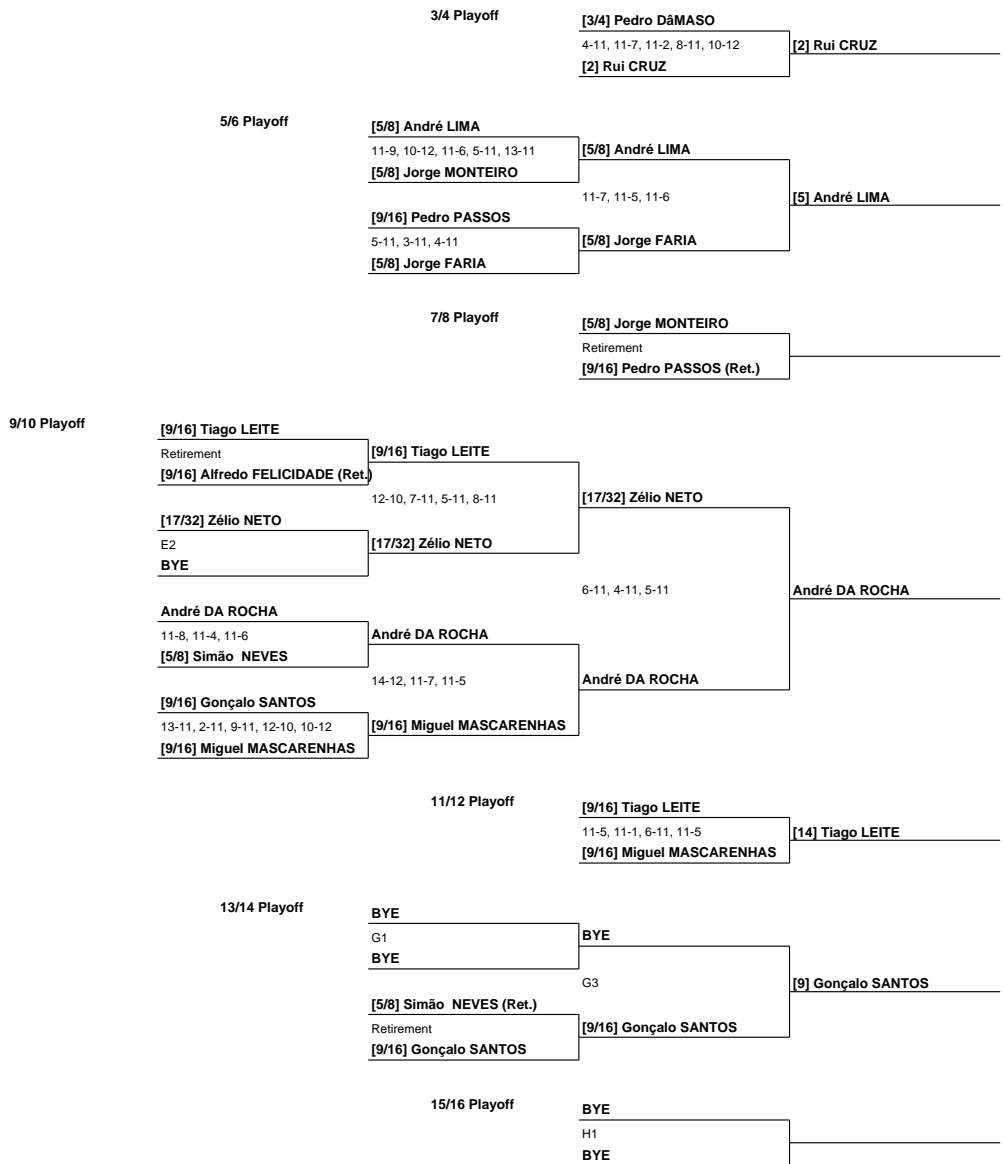 3/4 Playoff
[3/4] Pedro DâMASO
4-11, 11-7, 11-2, 8-11, 10-12
[2] Rui CRUZ
[2] Rui CRUZ
5/6 Playoff
[5/8] André LIMA
11-9, 10-12, 11-6, 5-11, 13-11
[5/8] Jorge MONTEIRO
[5/8] André LIMA
11-7, 11-5, 11-6
[5] André LIMA
[9/16] Pedro PASSOS
5-11, 3-11, 4-11
[5/8] Jorge FARIA
[5/8] Jorge FARIA
7/8 Playoff
[5/8] Jorge MONTEIRO
Retirement
[9/16] Pedro PASSOS (Ret.)
9/10 Playoff
[9/16] Tiago LEITE
Retirement
[9/16] Alfredo FELICIDADE (Ret.)
[9/16] Tiago LEITE
12-10, 7-11, 5-11, 8-11
[17/32] Zélio NETO
[17/32] Zélio NETO
E2
BYE
[17/32] Zélio NETO
6-11, 4-11, 5-11
André DA ROCHA
André DA ROCHA
11-8, 11-4, 11-6
[5/8] Simão  NEVES
André DA ROCHA
14-12, 11-7, 11-5
André DA ROCHA
[9/16] Gonçalo SANTOS
13-11, 2-11, 9-11, 12-10, 10-12
[9/16] Miguel MASCARENHAS
[9/16] Miguel MASCARENHAS
11/12 Playoff
[9/16] Tiago LEITE
11-5, 11-1, 6-11, 11-5
[9/16] Miguel MASCARENHAS
[14] Tiago LEITE
13/14 Playoff
BYE
G1
BYE
BYE
G3
[9] Gonçalo SANTOS
[5/8] Simão  NEVES (Ret.)
Retirement
[9/16] Gonçalo SANTOS
[9/16] Gonçalo SANTOS
15/16 Playoff
BYE
H1
BYE